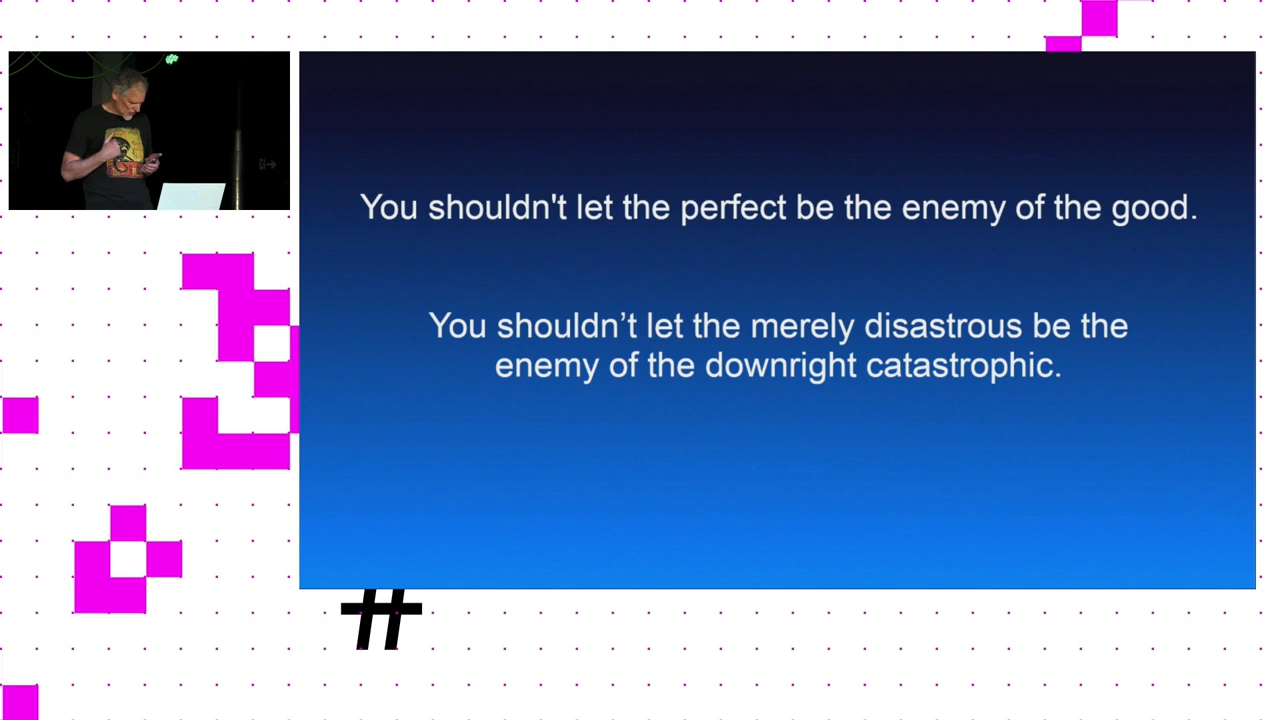 You shouldn't let the perfect be the enemy of the good.
You shouldn’t let the merely disastrous be the
enemy of the downright catastrophic.
#